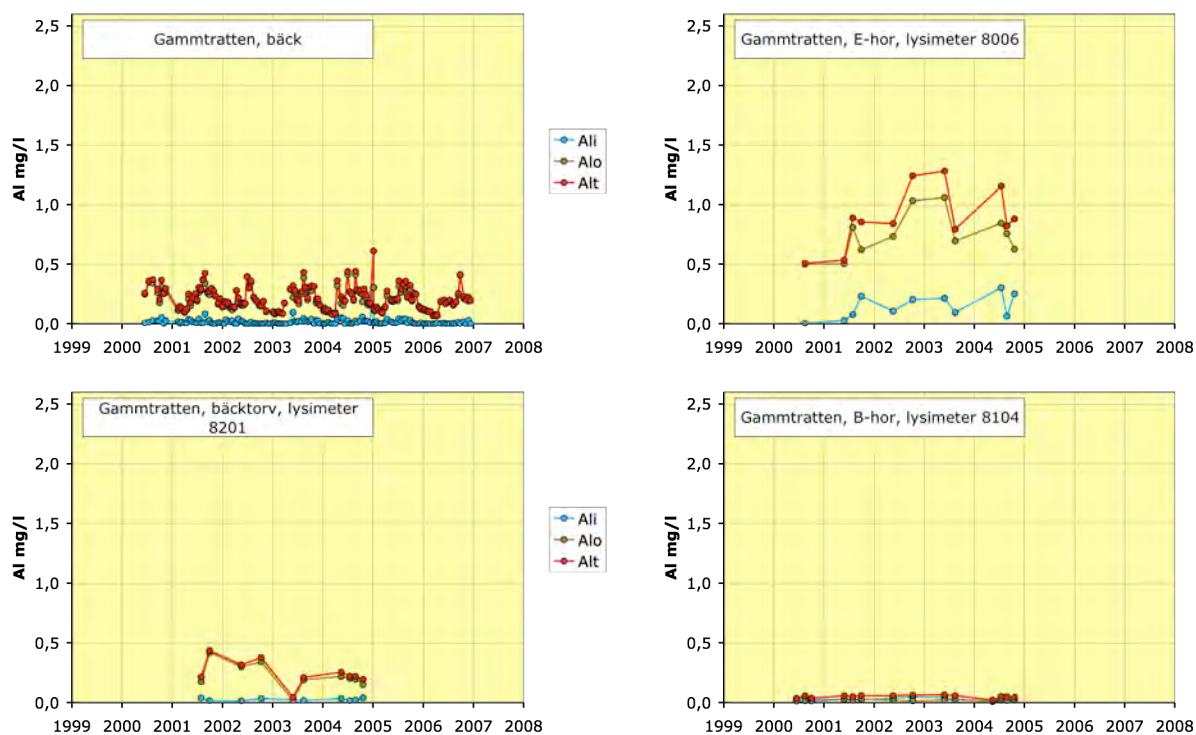 Gammtratten, bäck
2,5
2,0
1,5
1,0
0,5
0,0
Al mg/l
1999 2000 2001 2002 2003 2004 2005 2006 2007 2008
Ali
Alo
Alt
Gammtratten, E-hor, lysimeter 8006
2,5
2,0
1,5
1,0
0,5
0,0
Al mg/l
1999 2000 2001 2002 2003 2004 2005 2006 2007 2008
Gammtratten, bäcktorv, lysimeter
8201
2,5
2,0
1,5
1,0
0,5
0,0
Al mg/l
1999 2000 2001 2002 2003 2004 2005 2006 2007 2008
Ali
Alo
Alt
Gammtratten, B-hor, lysimeter 8104
2,5
2,0
1,5
1,0
0,5
0,0
Al mg/l
1999 2000 2001 2002 2003 2004 2005 2006 2007 2008